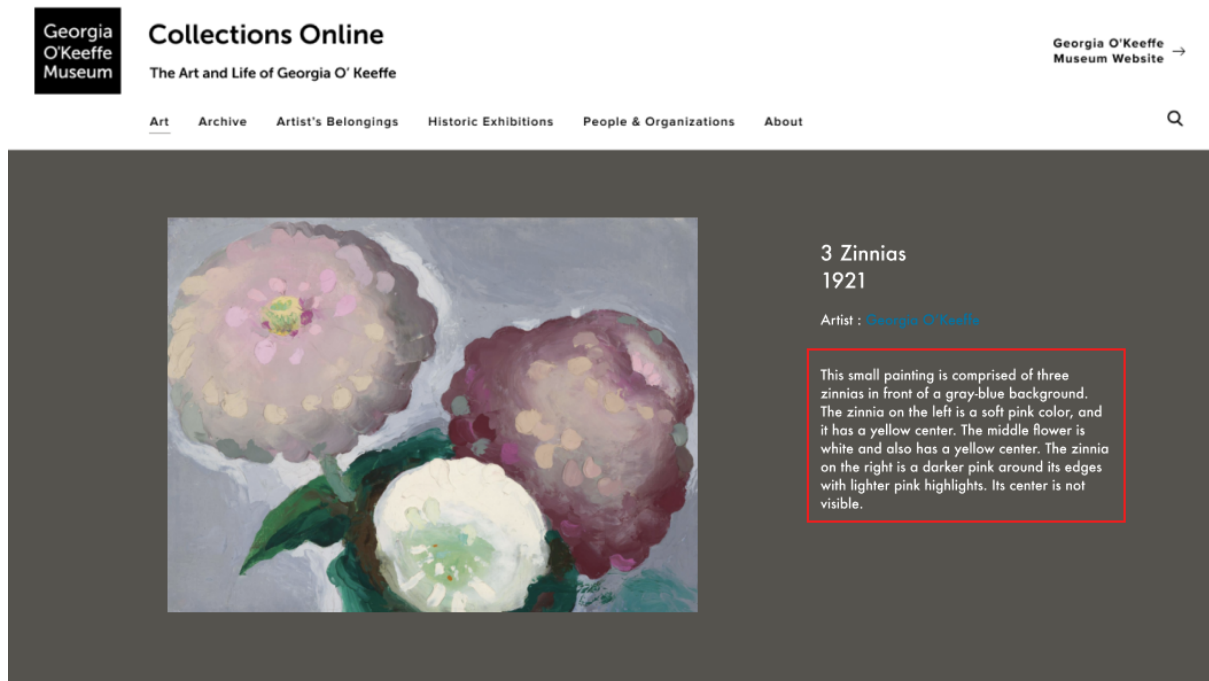 Georgia
O'Keeffe
Museum
Collections Online
The Art and Life of Georgia O' Keeffe
Georgia O'Keeffe
Museum Website →
Art Archive Artist's Belongings Historic Exhibitions People & Organizations About
3 Zinnias
1921
Artist : Georgia O'Keeffe
This small painting is comprised of three
zinnias in front of a gray-blue background.
The zinnia on the left is a soft pink color, and
it has a yellow center. The middle flower is
white and also has a yellow center. The zinnia
on the right is a darker pink around its edges
with lighter pink highlights. Its center is not
visible.